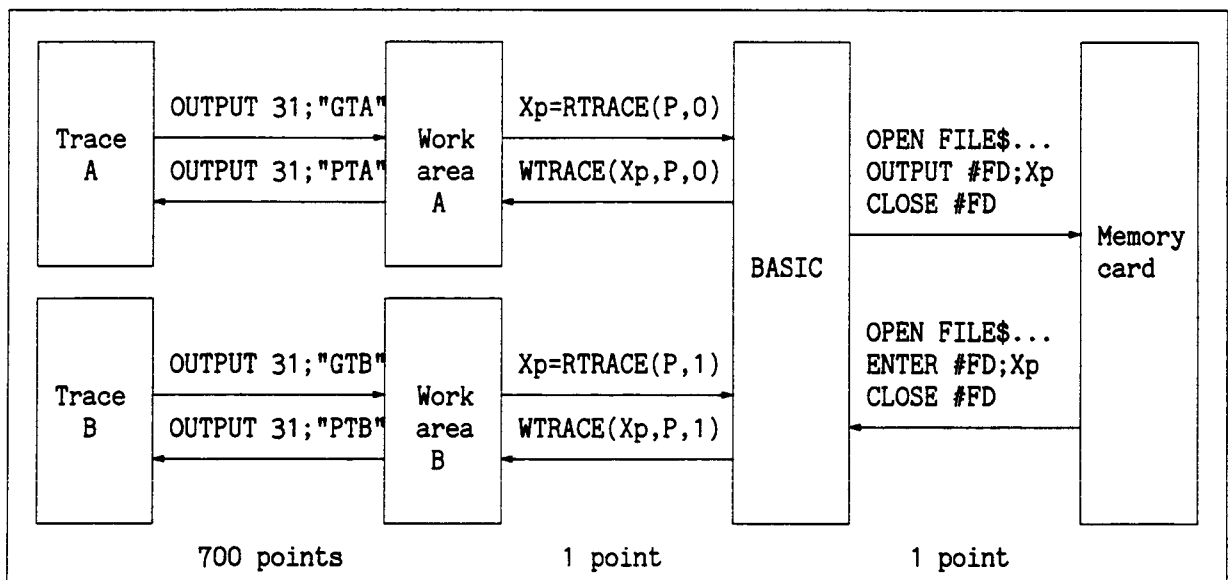 Trace
A
OUTPUT 31;"GTA"
OUTPUT 31;"PTA"
Work
area
A
Xp=RTRACE(P,0)
WTRACE(Xp,P,0)
BASIC
OPEN FILE$...
OUTPUT #FD;Xp
CLOSE #FD
Memory
card
Trace
B
OUTPUT 31;"GTB"
OUTPUT 31;"PTB"
Work
area
B
Xp=RTRACE(P,1)
WTRACE(Xp,P,1)
OPEN FILE$...
ENTER #FD;Xp
CLOSE #FD
700 points
1 point
1 point